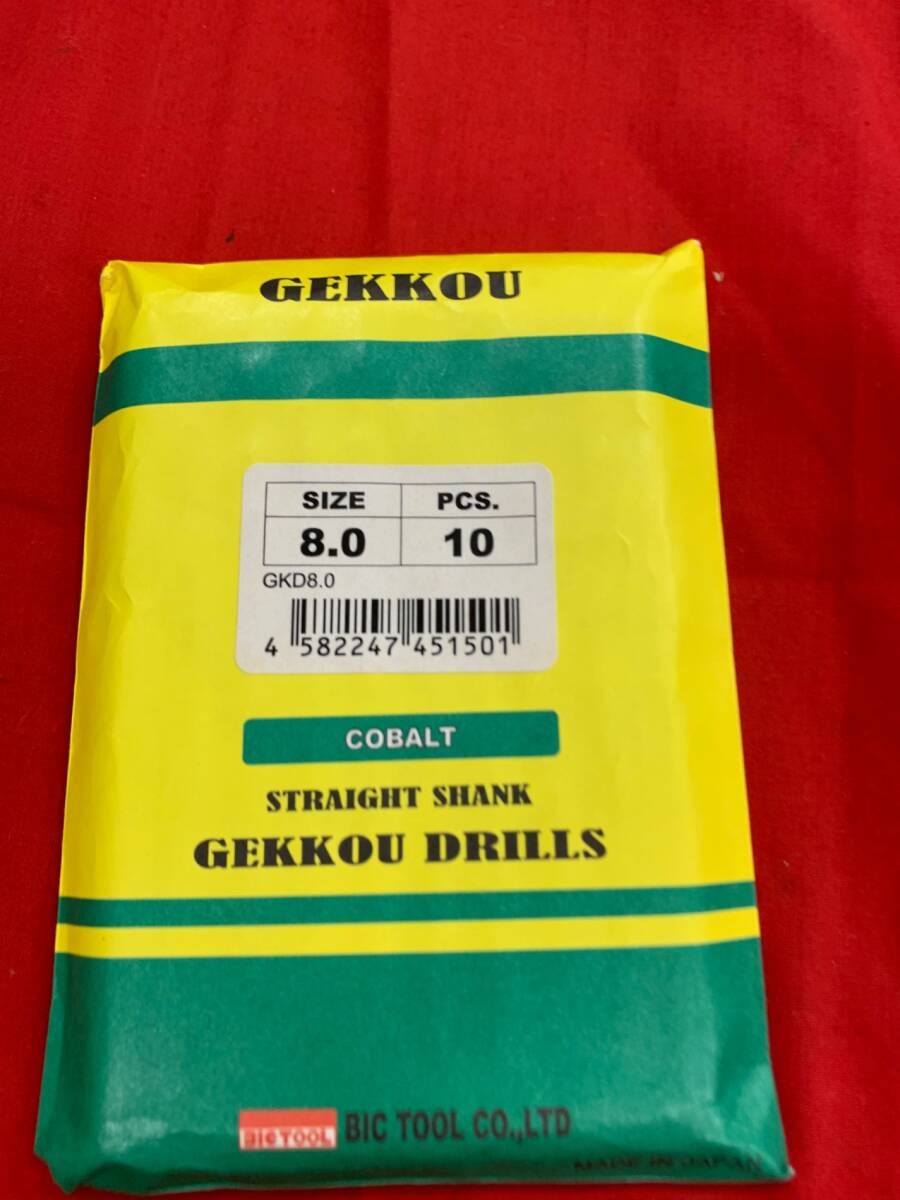 GEKKOU
SIZE PCS.
8.0 10
GKD8.0
4 582247 451501
COBALT
STRAIGHT SHANK
GEKKOU DRILLS
BIC TOOL BIC TOOL CO.,LTD
MADE IN JAPAN